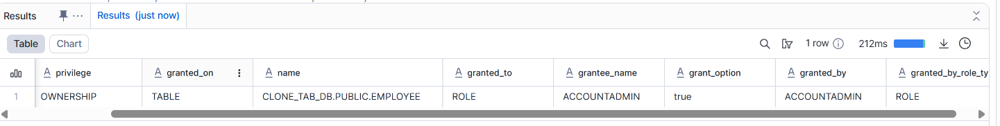 Results ··· Results (just now)
Table Chart 1 row 212ms
A privilege A granted_on A name A granted_to A grantee_name A grant_option A granted_by A granted_by_role_ty
1 OWNERSHIP TABLE CLONE_TAB_DB.PUBLIC.EMPLOYEE ROLE ACCOUNTADMIN true ACCOUNTADMIN ROLE